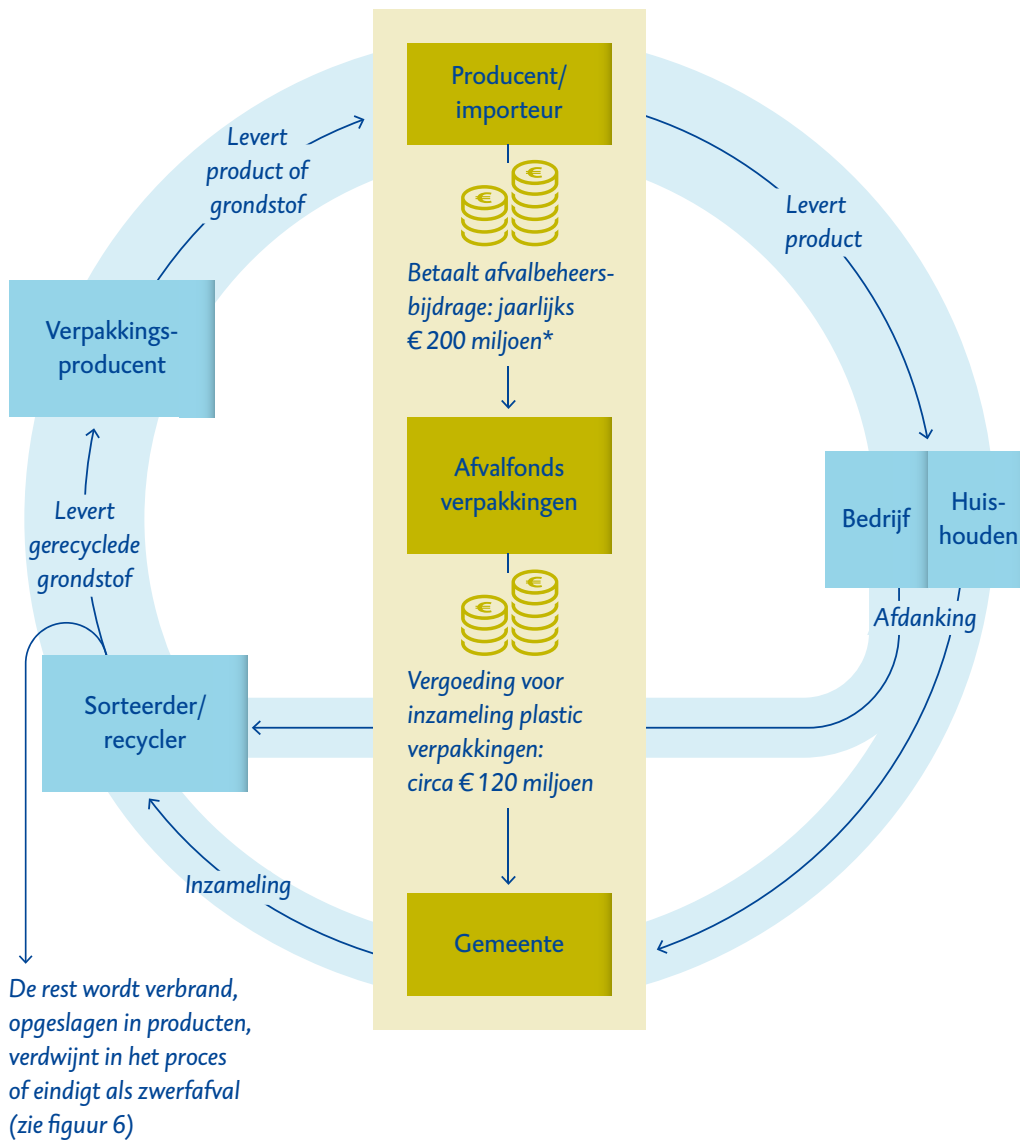 Producent/
importeur
€
€
Betaalt afvalbeheers-
bijdrage: jaarlijks
€ 200 miljoen*
Afvalfonds
verpakkingen
€
€
Vergoeding voor
inzameling plastic
verpakkingen:
circa € 120 miljoen
Gemeente
Levert
product
Bedrijf
Huis-
houden
Afdanking
Inzameling
Sorteerder/
recycler
Levert
gerecyclede
grondstof
Verpakkings-
producent
Levert
product of
grondstof
De rest wordt verbrand,
opgeslagen in producten,
verdwijnt in het proces
of eindigt als zwerfafval
(zie figuur 6)